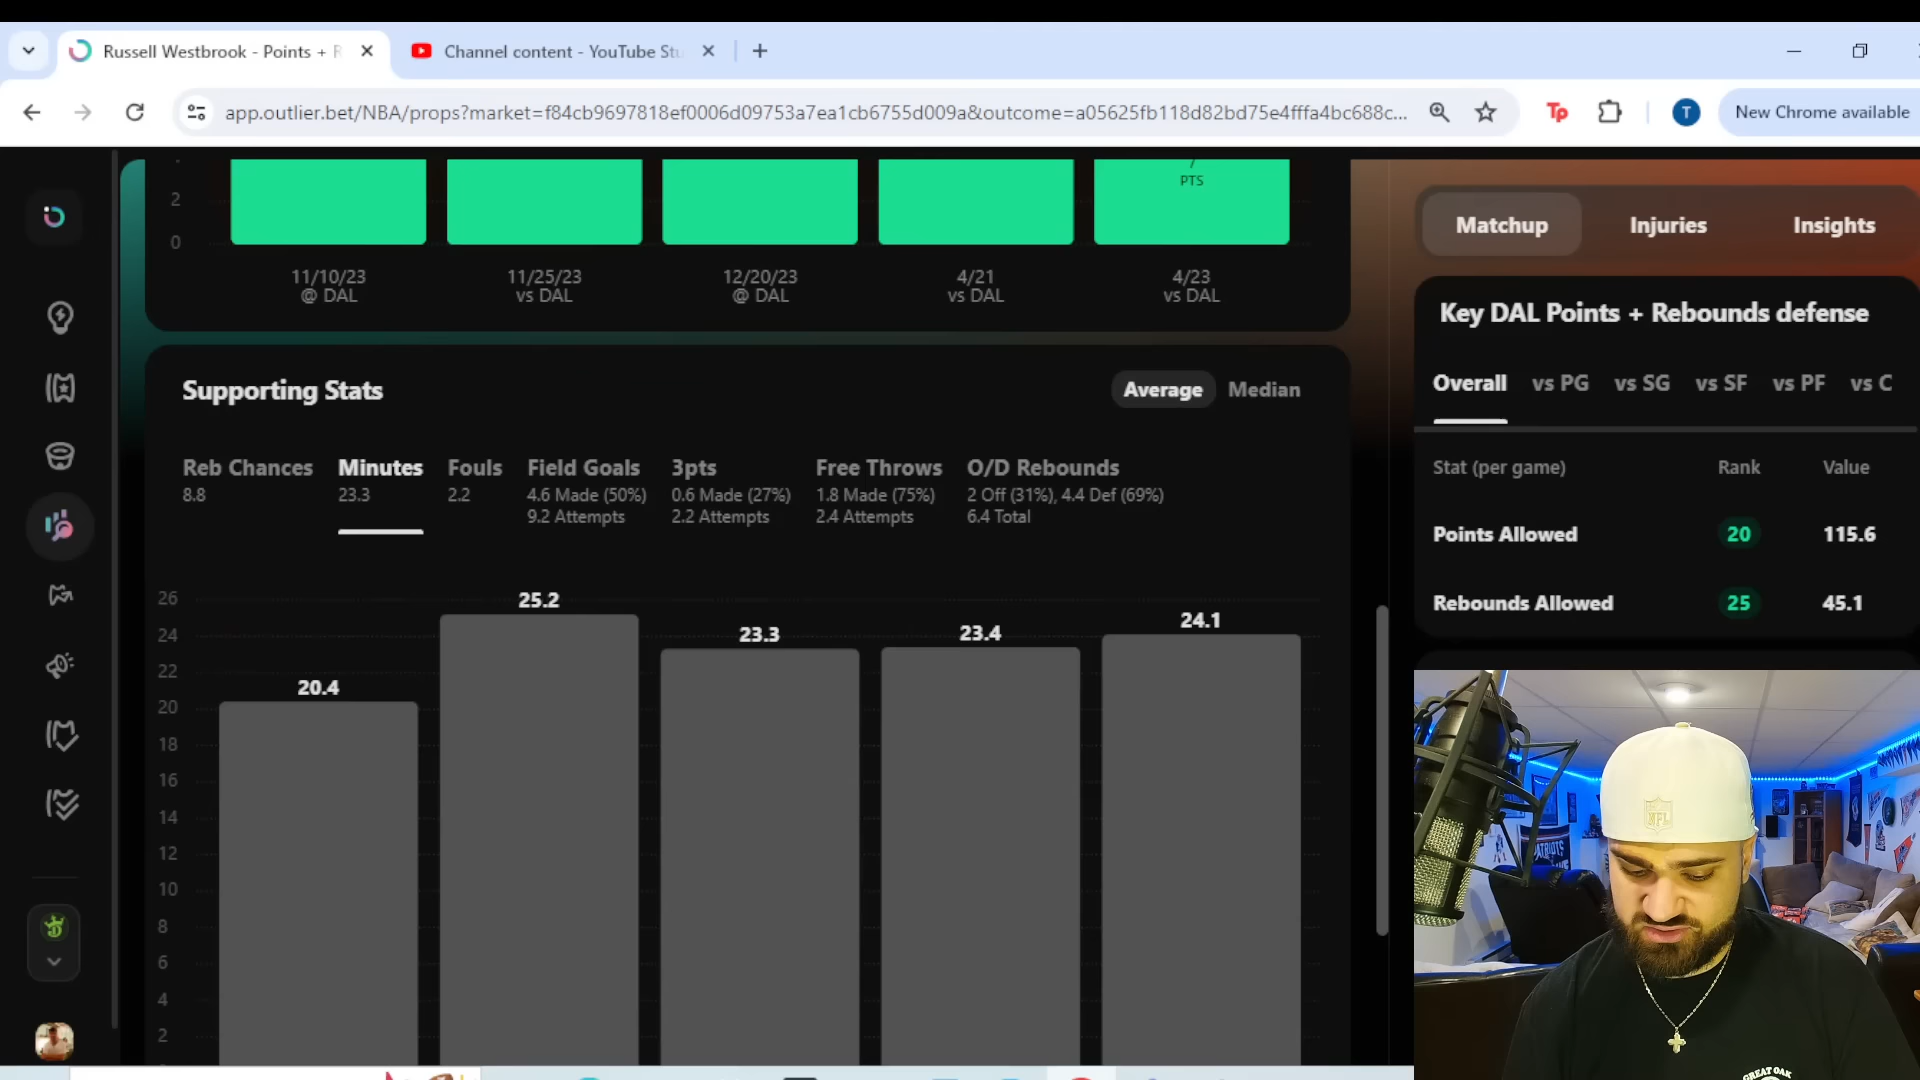 Russell Westbrook - Points + R
Channel content - YouTube Stu
app.outlier.bet/NBA/props?market=f84cb9697818ef0006d09753a7ea1cb6755d009a&outcome=a05625fb118d82bd75e4fffa4bc688c...
Tp
T
New Chrome available
2
0
7
PTS
11/10/23
@ DAL
11/25/23
vs DAL
12/20/23
@ DAL
4/21
vs DAL
4/23
vs DAL
Supporting Stats
Average
Median
Reb Chances
8.8
Minutes
23.3
Fouls
2.2
Field Goals
4.6 Made (50%)
9.2 Attempts
3pts
0.6 Made (27%)
2.2 Attempts
Free Throws
1.8 Made (75%)
2.4 Attempts
O/D Rebounds
2 Off (31%), 4.4 Def (69%)
6.4 Total
26
24
22
20
18
16
14
12
10
8
6
4
2
20.4
25.2
23.3
23.4
24.1
Matchup
Injuries
Insights
Key DAL Points + Rebounds defense
Overall
vs PG
vs SG
vs SF
vs PF
vs C
Stat (per game)
Rank
Value
Points Allowed
20
115.6
Rebounds Allowed
25
45.1
NFL
PATRIOTS
GREAT OAK